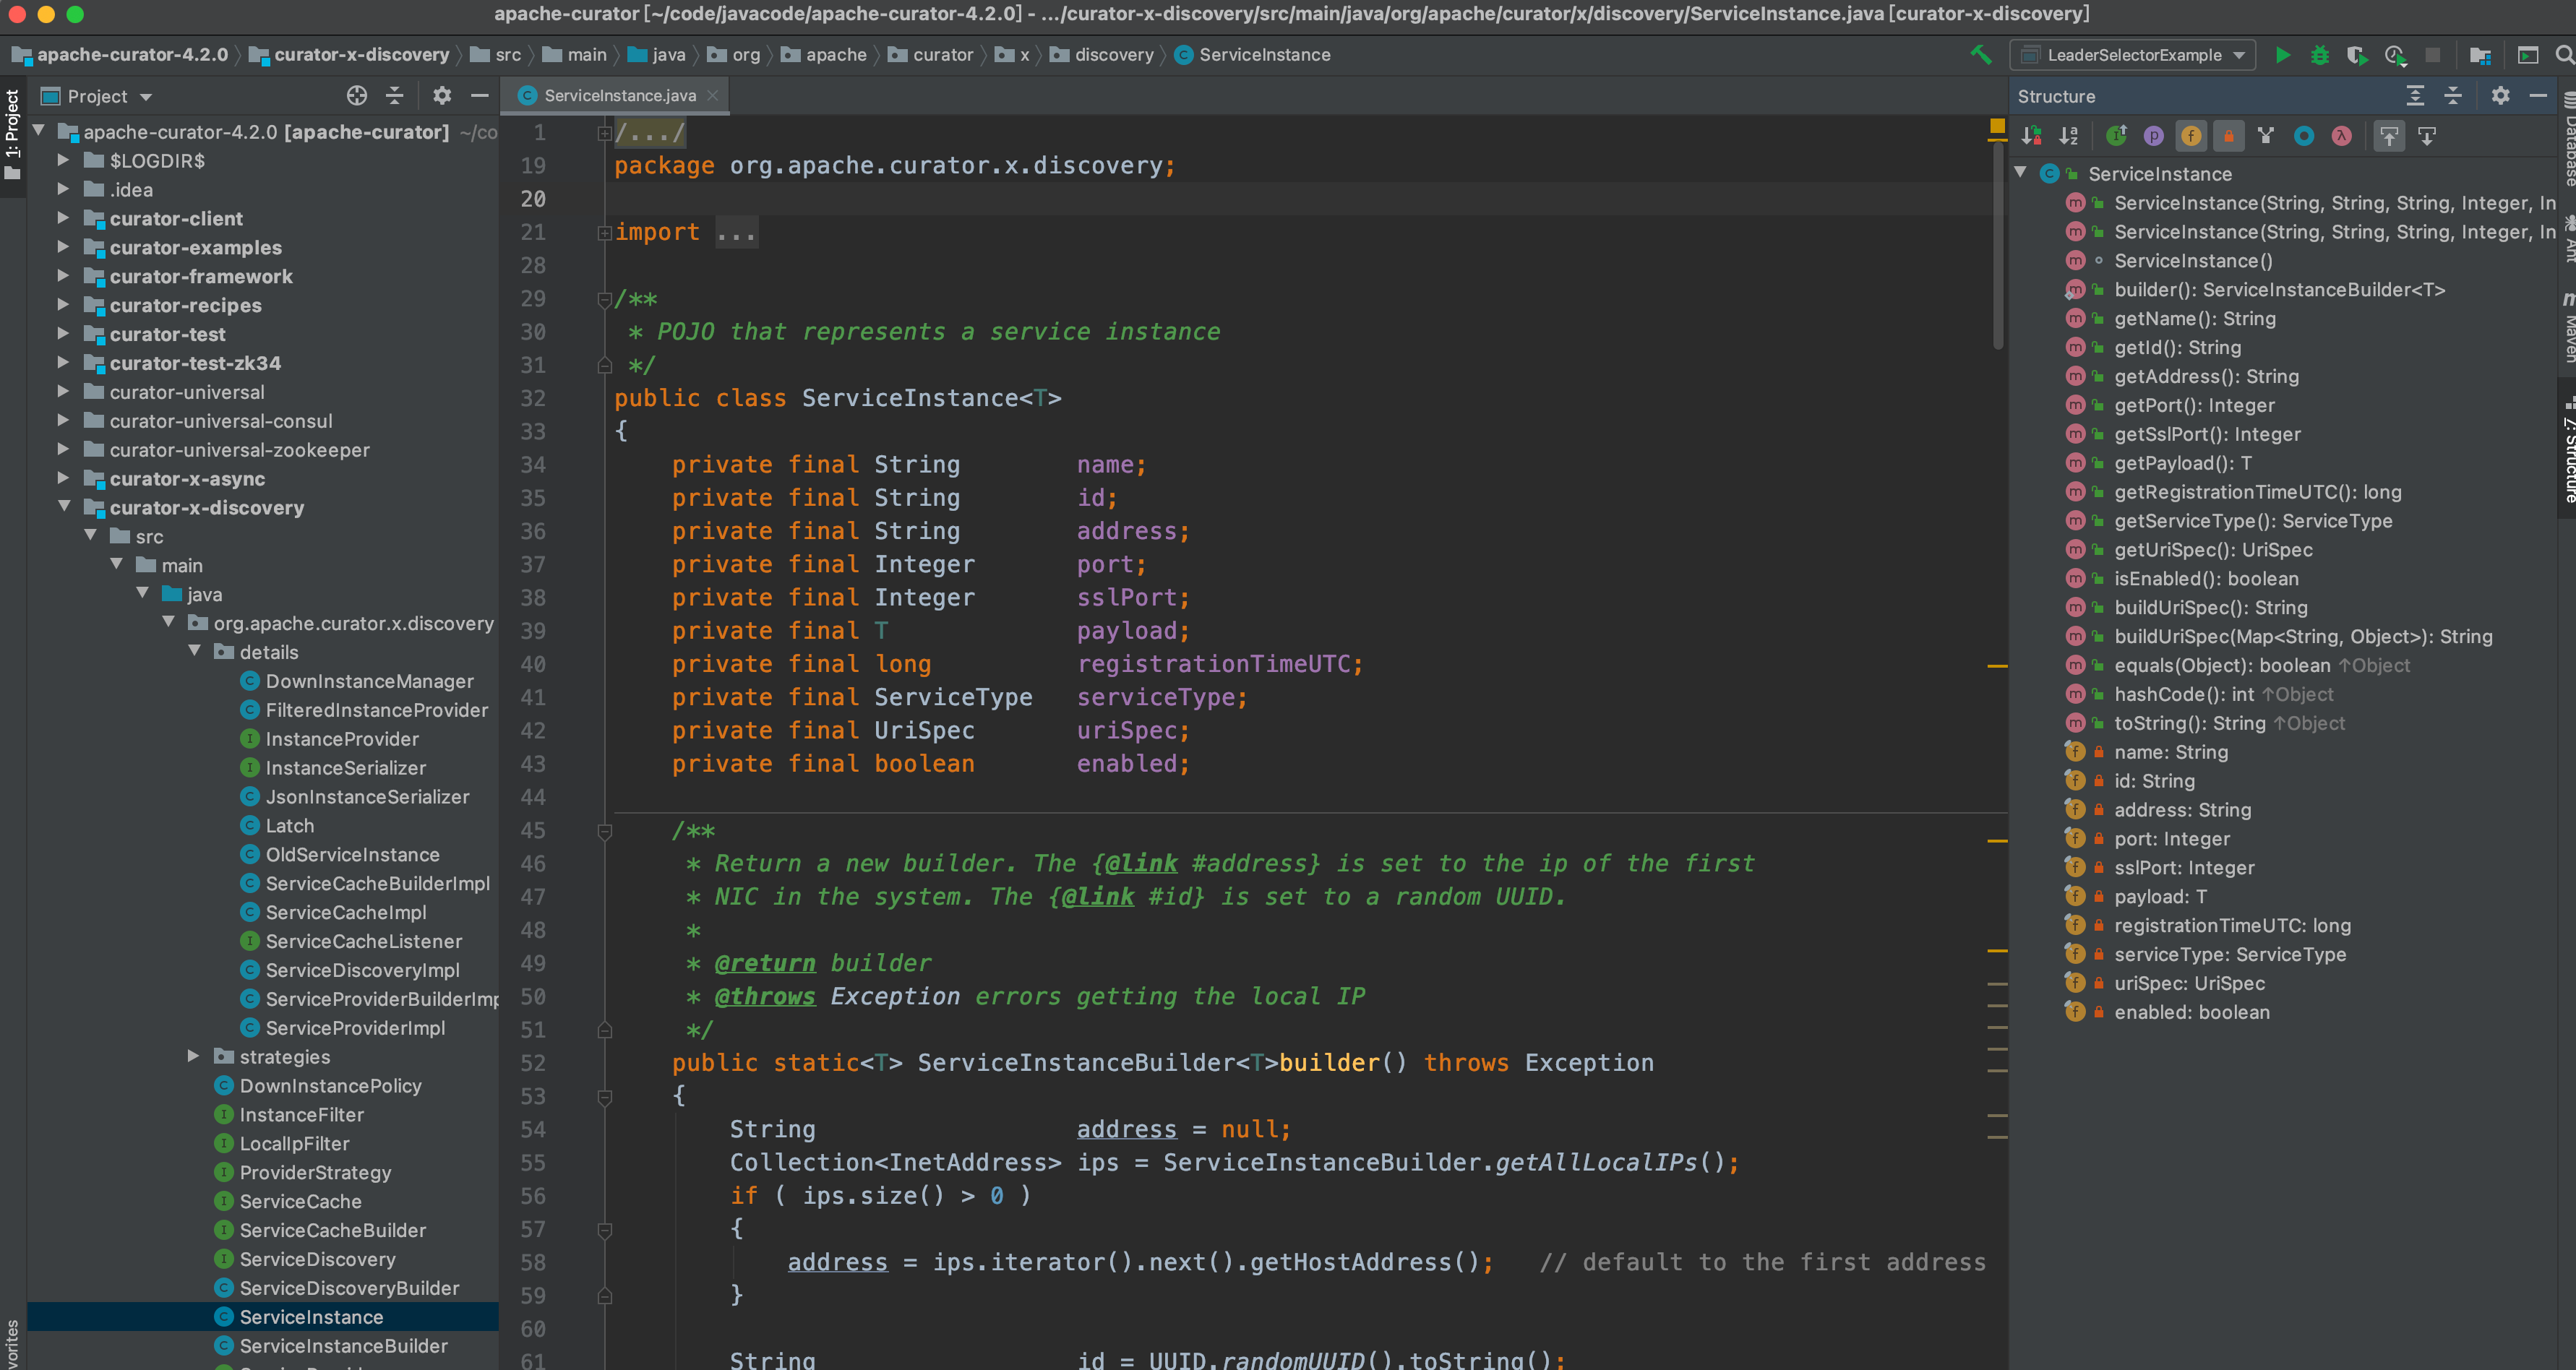 apache-curator [~/code/javacode/apache-curator-4.2.0] - .../curator-x-discovery/src/main/java/org/apache/curator/x/discovery/ServiceInstance.java [curator-x-discovery]
apache-curator-4.2.0 curator-x-discovery src main java org apache curator x discovery ServiceInstance LeaderSelectorExample
1: Project
Project
apache-curator-4.2.0 [apache-curator] ~/co
$LOGDIR$
.idea
curator-client
curator-examples
curator-framework
curator-recipes
curator-test
curator-test-zk34
curator-universal
curator-universal-consul
curator-universal-zookeeper
curator-x-async
curator-x-discovery
src
main
java
org.apache.curator.x.discovery
details
DownInstanceManager
FilteredInstanceProvider
InstanceProvider
InstanceSerializer
JsonInstanceSerializer
Latch
OldServiceInstance
ServiceCacheBuilderImpl
ServiceCacheImpl
ServiceCacheListener
ServiceDiscoveryImpl
ServiceProviderBuilderImp
ServiceProviderImpl
strategies
DownInstancePolicy
InstanceFilter
LocalIpFilter
ProviderStrategy
ServiceCache
ServiceCacheBuilder
ServiceDiscovery
ServiceDiscoveryBuilder
ServiceInstance
ServiceInstanceBuilder
vorites
ServiceInstance.java
1 /.../
19 package org.apache.curator.x.discovery;
20
21 import ...
28
29 /**
30 * POJO that represents a service instance
31 */
32 public class ServiceInstance<T>
33 {
34 private final String name;
35 private final String id;
36 private final String address;
37 private final Integer port;
38 private final Integer sslPort;
39 private final T payload;
40 private final long registrationTimeUTC;
41 private final ServiceType serviceType;
42 private final UriSpec uriSpec;
43 private final boolean enabled;
44
45 /**
46 * Return a new builder. The {@link #address} is set to the ip of the first
47 * NIC in the system. The {@link #id} is set to a random UUID.
48 *
49 * @return builder
50 * @throws Exception errors getting the local IP
51 */
52 public static<T> ServiceInstanceBuilder<T>builder() throws Exception
53 {
54 String address = null;
55 Collection<InetAddress> ips = ServiceInstanceBuilder.getAllLocalIPs();
56 if ( ips.size() > 0 )
57 {
58 address = ips.iterator().next().getHostAddress(); // default to the first address
59 }
60
61 String id = UUID.randomUUID().toString();
Structure
ServiceInstance
ServiceInstance(String, String, String, Integer, In
ServiceInstance(String, String, String, Integer, In
ServiceInstance()
builder(): ServiceInstanceBuilder<T>
getName(): String
getId(): String
getAddress(): String
getPort(): Integer
getSslPort(): Integer
getPayload(): T
getRegistrationTimeUTC(): long
getServiceType(): ServiceType
getUriSpec(): UriSpec
isEnabled(): boolean
buildUriSpec(): String
buildUriSpec(Map<String, Object>): String
equals(Object): boolean ↑Object
hashCode(): int ↑Object
toString(): String ↑Object
name: String
id: String
address: String
port: Integer
sslPort: Integer
payload: T
registrationTimeUTC: long
serviceType: ServiceType
uriSpec: UriSpec
enabled: boolean
Database
Ant
Maven
7: Structure